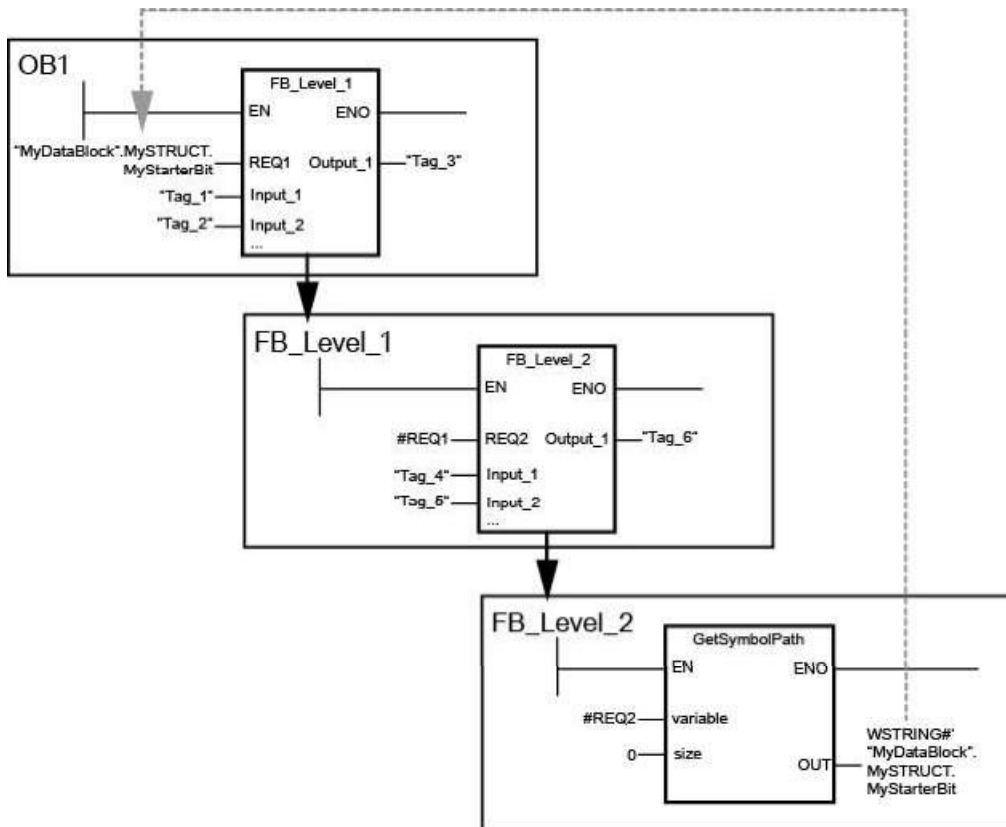 OB1
FB_Level_1
EN ENO
"MyDataBlock".MySTRUCT.
MyStarterBit
REQ1 Output_1 "Tag_3"
"Tag_1" Input_1
"Tag_2" Input_2
...
FB_Level_1
FB_Level_2
EN ENO
#REQ1 REQ2 Output_1 "Tag_6"
"Tag_4" Input_1
"Tag_5" Input_2
...
FB_Level_2
GetSymbolPath
EN ENO
#REQ2 variable
0 size
OUT
WSTRING#'
"MyDataBlock".
MySTRUCT.
MyStarterBit